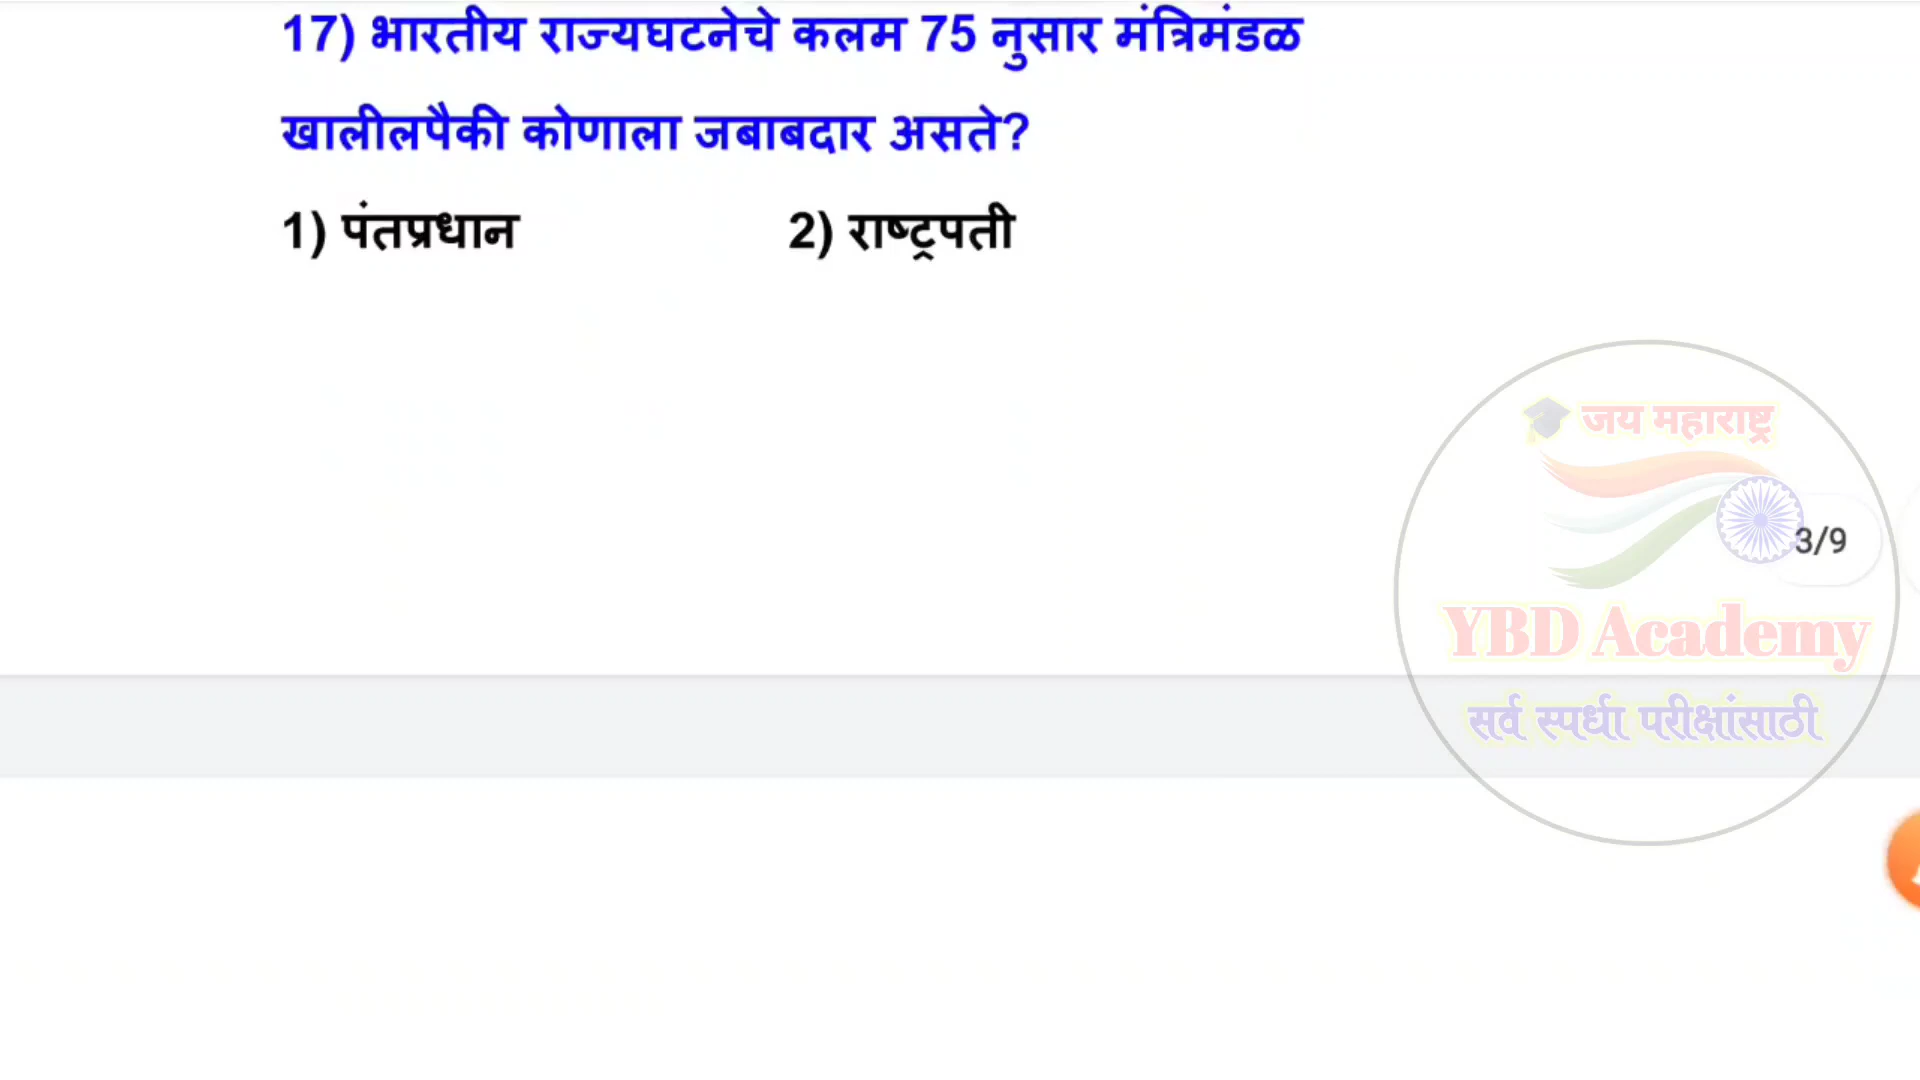 17) भारतीय राज्यघटनेचे कलम 75 नुसार मंत्रिमंडळ
खालीलपैकी कोणाला जबाबदार असते?
1) पंतप्रधान 2) राष्ट्रपती
जय महाराष्ट्र
3/9
YBD Academy
सर्व स्पर्धा परीक्षांसाठी